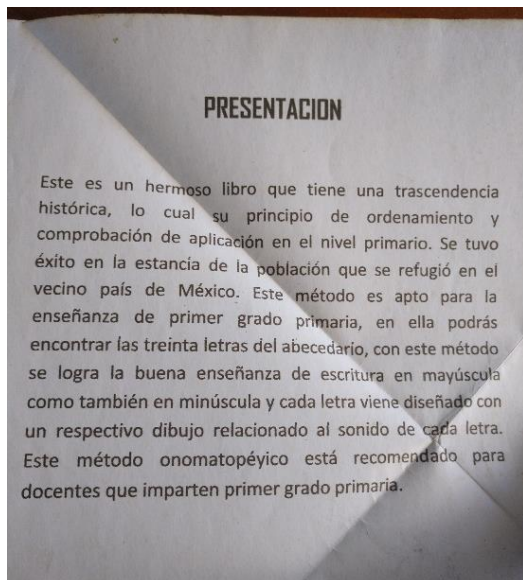 PRESENTACION
Este es un hermoso libro que tiene una trascendencia
histórica, lo cual su principio de ordenamiento y
comprobación de aplicación en el nivel primario. Se tuvo
éxito en la estancia de la población que se refugió en el
vecino país de México. Este método es apto para la
enseñanza de primer grado primaria, en ella podrás
encontrar las treinta letras del abecedario, con este método
se logra la buena enseñanza de escritura en mayúscula
como también en minúscula y cada letra viene diseñado con
un respectivo dibujo relacionado al sonido de cada letra.
Este método onomatopéyico está recomendado para
docentes que imparten primer grado primaria.